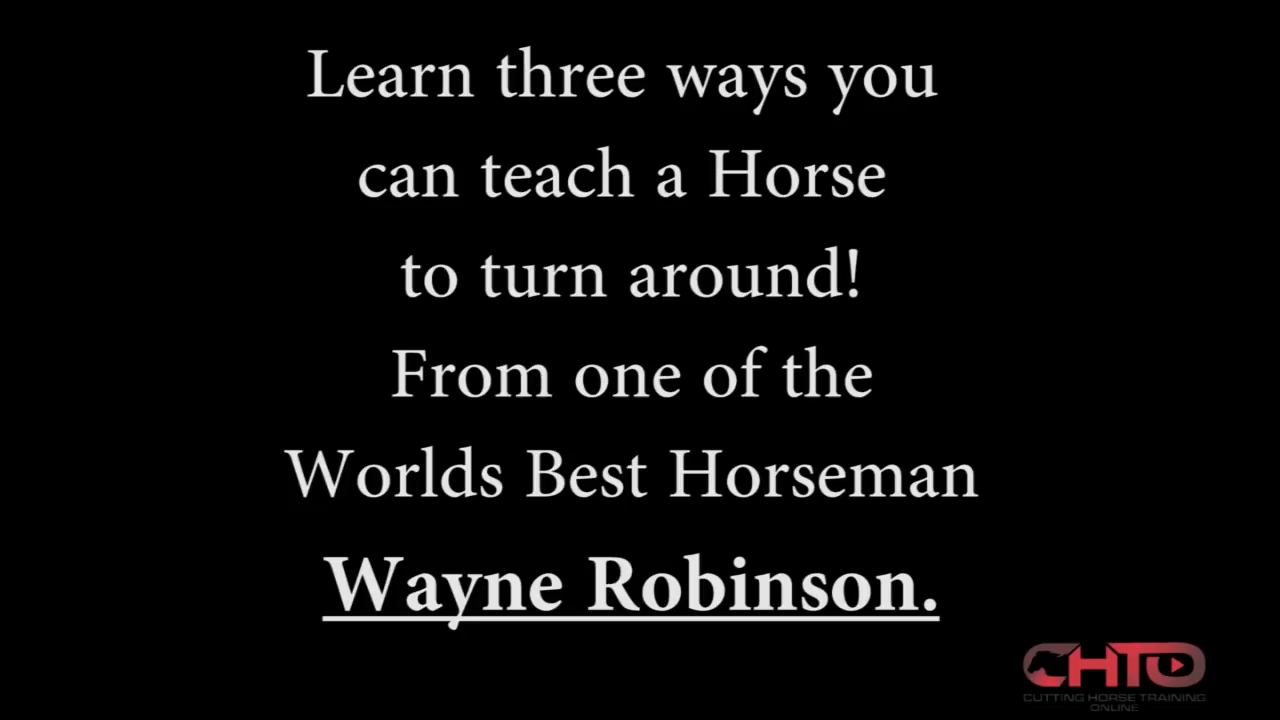 Learn three ways you
can teach a Horse
to turn around!
From one of the
Worlds Best Horseman
Wayne Robinson.
CHTO
CUTTING HORSE TRAINING
ONLINE